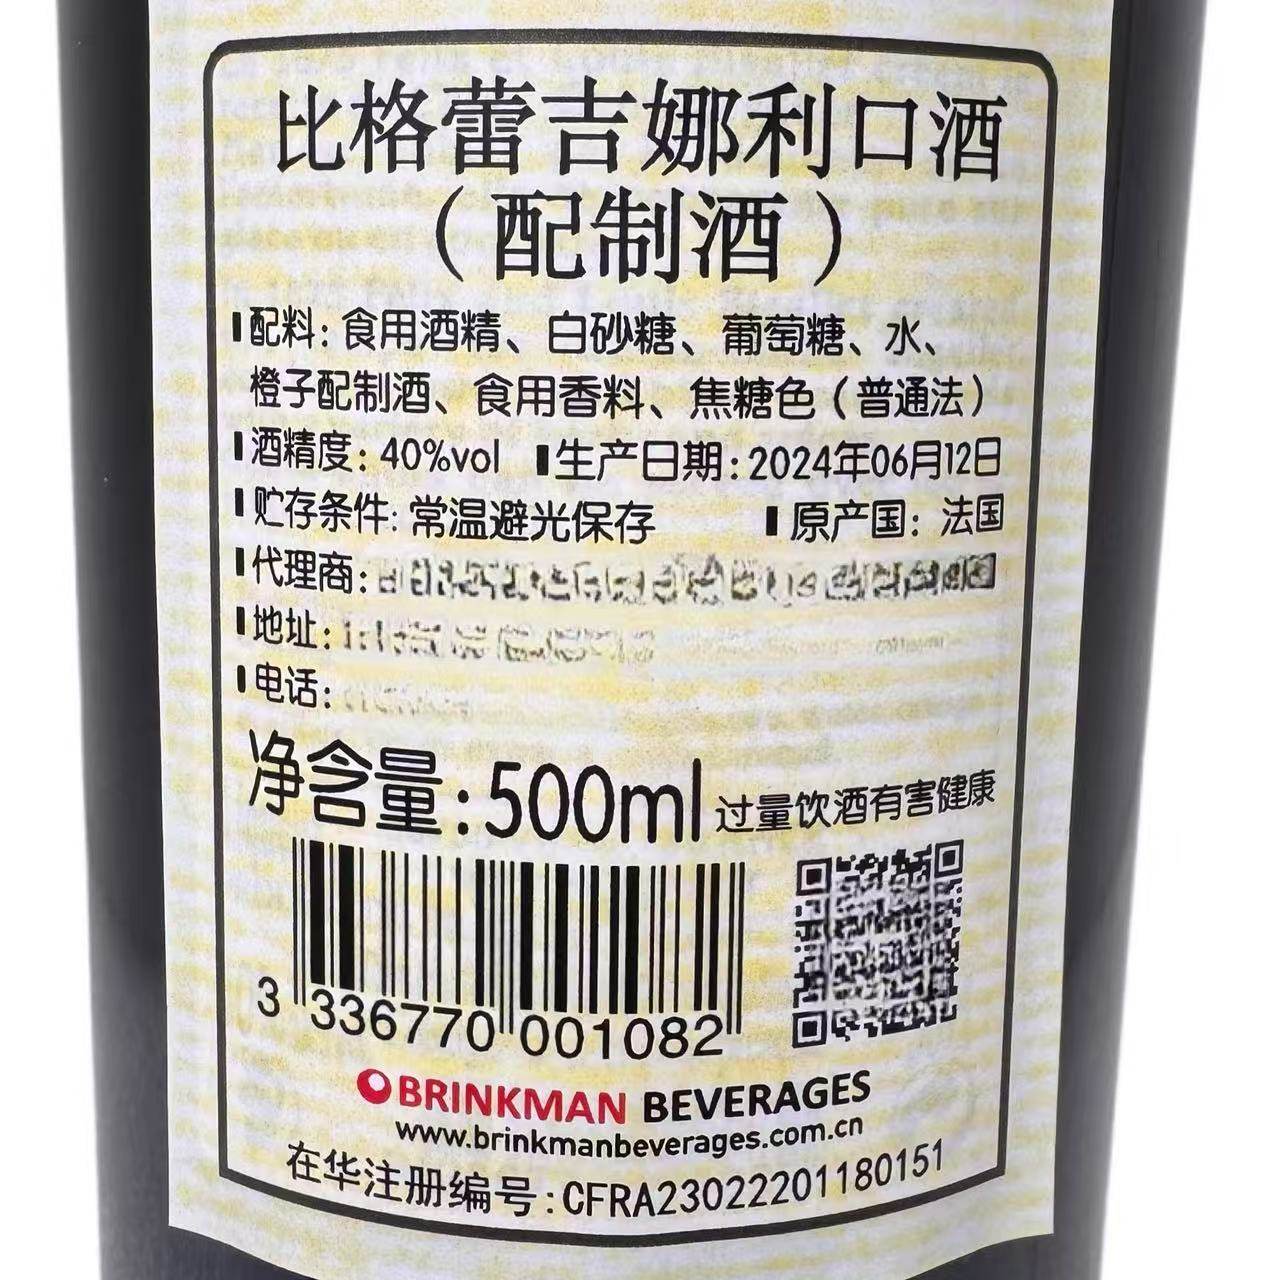 比格蕾吉娜利口酒
（配制酒）
配料：食用酒精、白砂糖、葡萄糖、水、
橙子配制酒、食用香料、焦糖色（普通法）
酒精度：40%vol 生产日期：2024年06月12日
贮存条件：常温避光保存 原产国：法国
代理商：
地址：
电话：
净含量：500ml 过量饮酒有害健康
3 336770 001082
BRINKMAN BEVERAGES
www.brinkmanbeverages.com.cn
在华注册编号：CFRA23022201180151